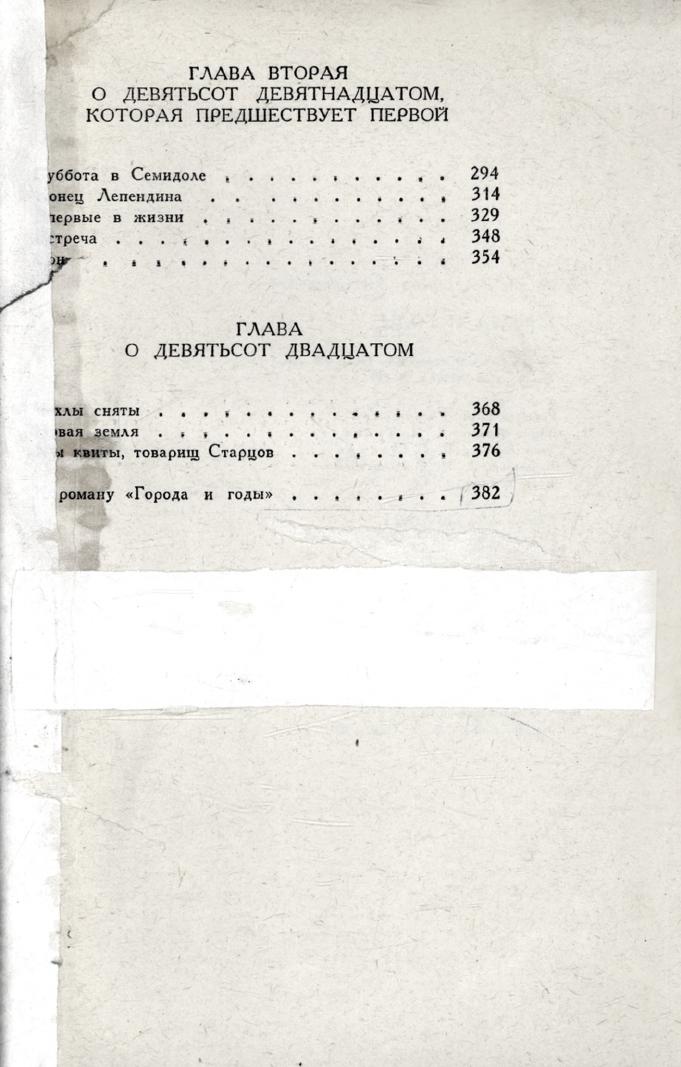 ГЛАВА ВТОРАЯ
О ДЕВЯТЬСОТ ДЕВЯТНАДЦАТОМ,
КОТОРАЯ ПРЕДШЕСТВУЕТ ПЕРВОЙ
уббота в Семидоле . . . . . . . . . . . 294
онец Лепендина . . . . . . . . . . . 314
первые в жизни . . . . . . . . . . . 329
стреча . . . . . . . . . . . . . . . 348
он . . . . . . . . . . . . . . . 354
ГЛАВА
О ДЕВЯТЬСОТ ДВАДЦАТОМ
хлы сняты . . . . . . . . . . . . . 368
вая земля . . . . . . . . . . . . . 371
ы квиты, товарищ Старцов . . . . . . . 376
роману «Города и годы» . . . . . . . 382